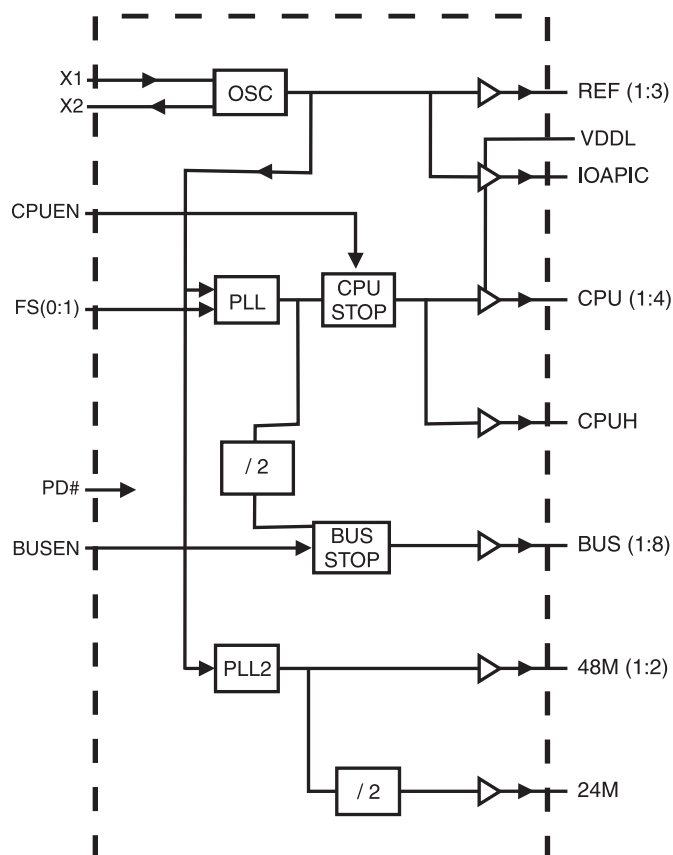 X1
OSC
REF (1:3)
X2
VDDL
IOAPIC
CPUEN
CPU
STOP
PLL
FS(0:1)
CPU (1:4)
CPUH
/ 2
PD#
BUS
STOP
BUSEN
BUS (1:8)
PLL2
48M (1:2)
/ 2
24M